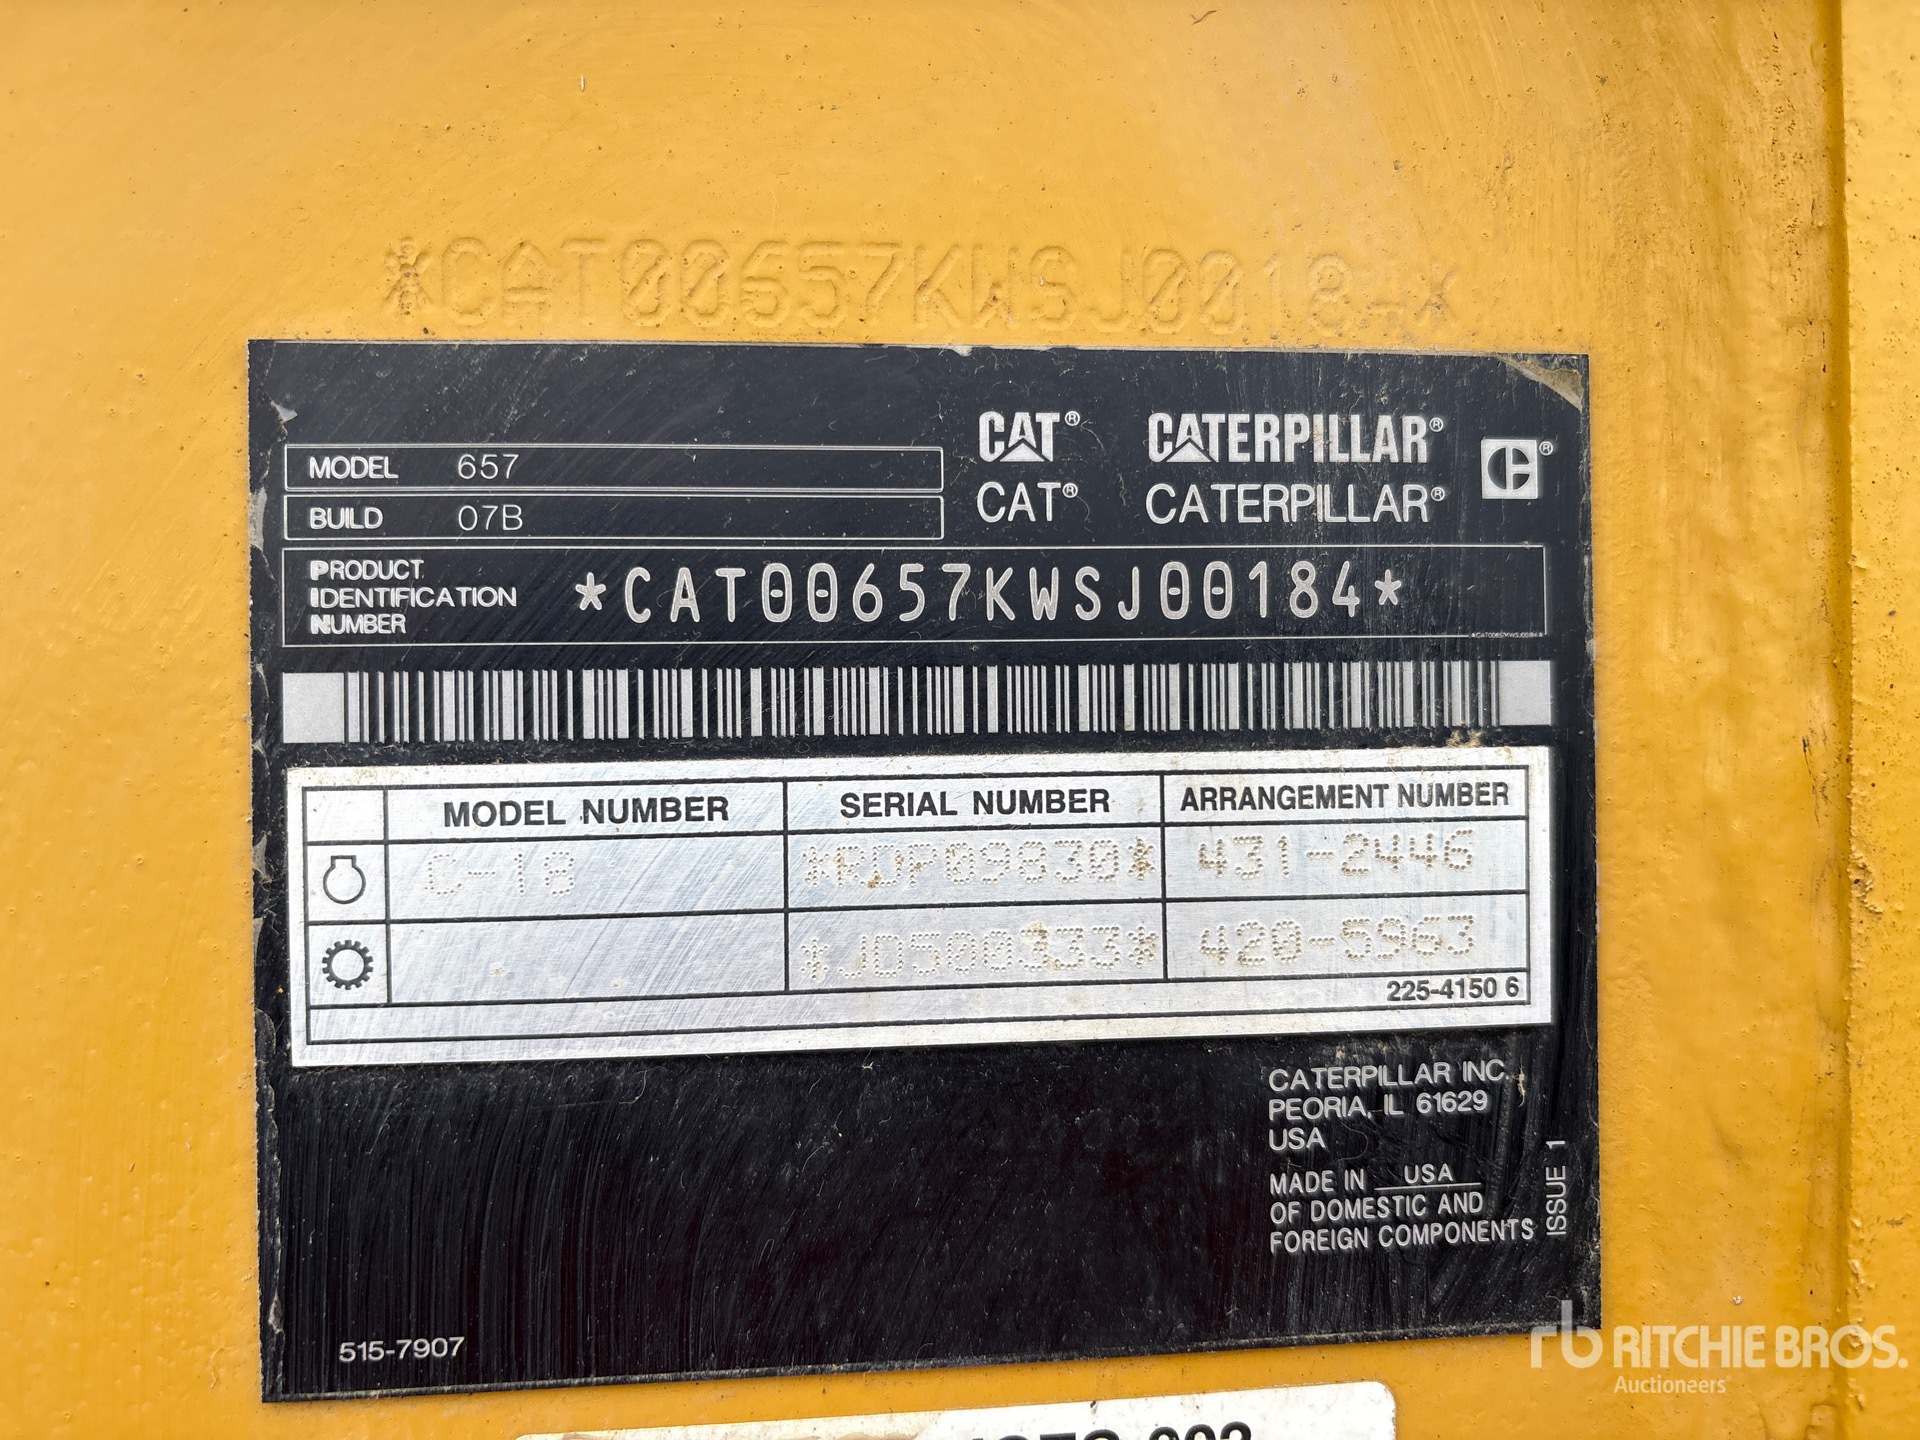 *CAT00657KWSJ00184*
CAT® CATERPILLAR®
MODEL 657
CAT® CATERPILLAR®
BUILD 07B
PRODUCT
IDENTIFICATION
NUMBER
*CAT00657KWSJ00184*
*CAT00657KWSJ00184*
MODEL NUMBER SERIAL NUMBER ARRANGEMENT NUMBER
C-18 *RDP09830* 431-2446
*JD500333* 420-5963
225-4150 6
CATERPILLAR INC.
PEORIA, IL 61629
USA
MADE IN USA
OF DOMESTIC AND
FOREIGN COMPONENTS
ISSUE 1
515-7907
rb RITCHIE BROS.
Auctioneers